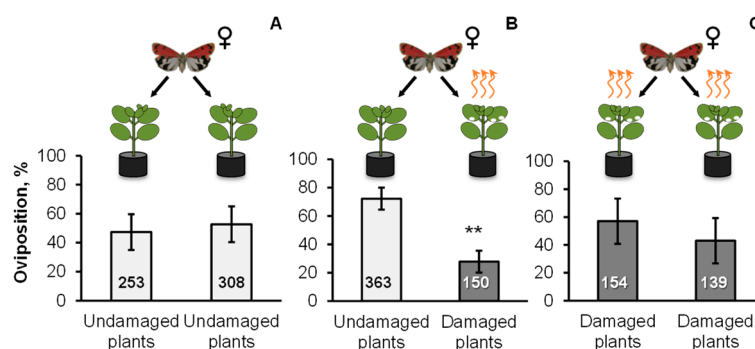 A
B
C
♀
♀
♀
Oviposition, %
100
80
60
40
20
0
253
308
Undamaged plants
Undamaged plants
100
80
60
40
20
0
**
363
150
Undamaged plants
Damaged plants
100
80
60
40
20
0
154
139
Damaged plants
Damaged plants